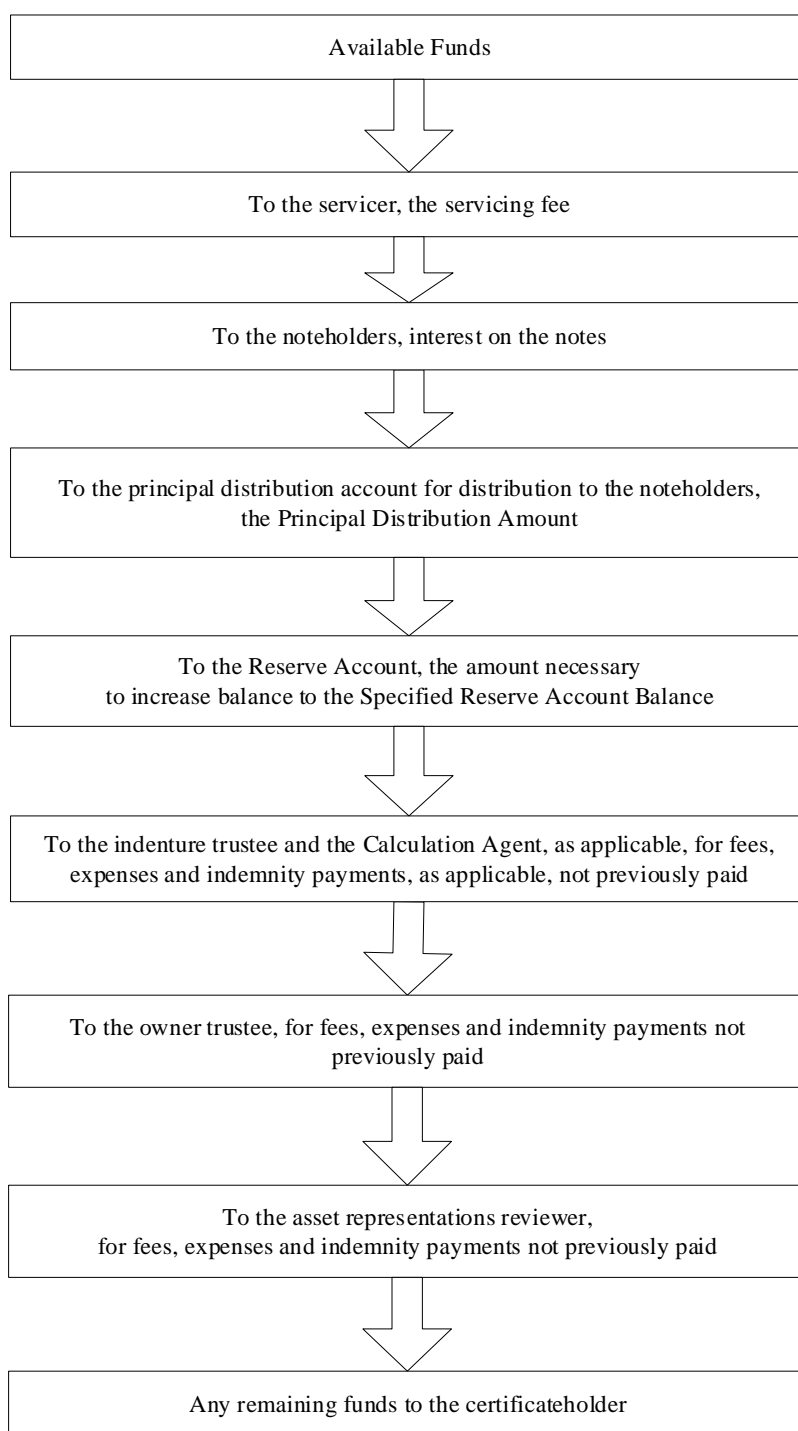 Available Funds
To the servicer, the servicing fee
To the noteholders, interest on the notes
To the principal distribution account for distribution to the noteholders,
the Principal Distribution Amount
To the Reserve Account, the amount necessary
to increase balance to the Specified Reserve Account Balance
To the indenture trustee and the Calculation Agent, as applicable, for fees,
expenses and indemnity payments, as applicable, not previously paid
To the owner trustee, for fees, expenses and indemnity payments not
previously paid
To the asset representations reviewer,
for fees, expenses and indemnity payments not previously paid
Any remaining funds to the certificateholder